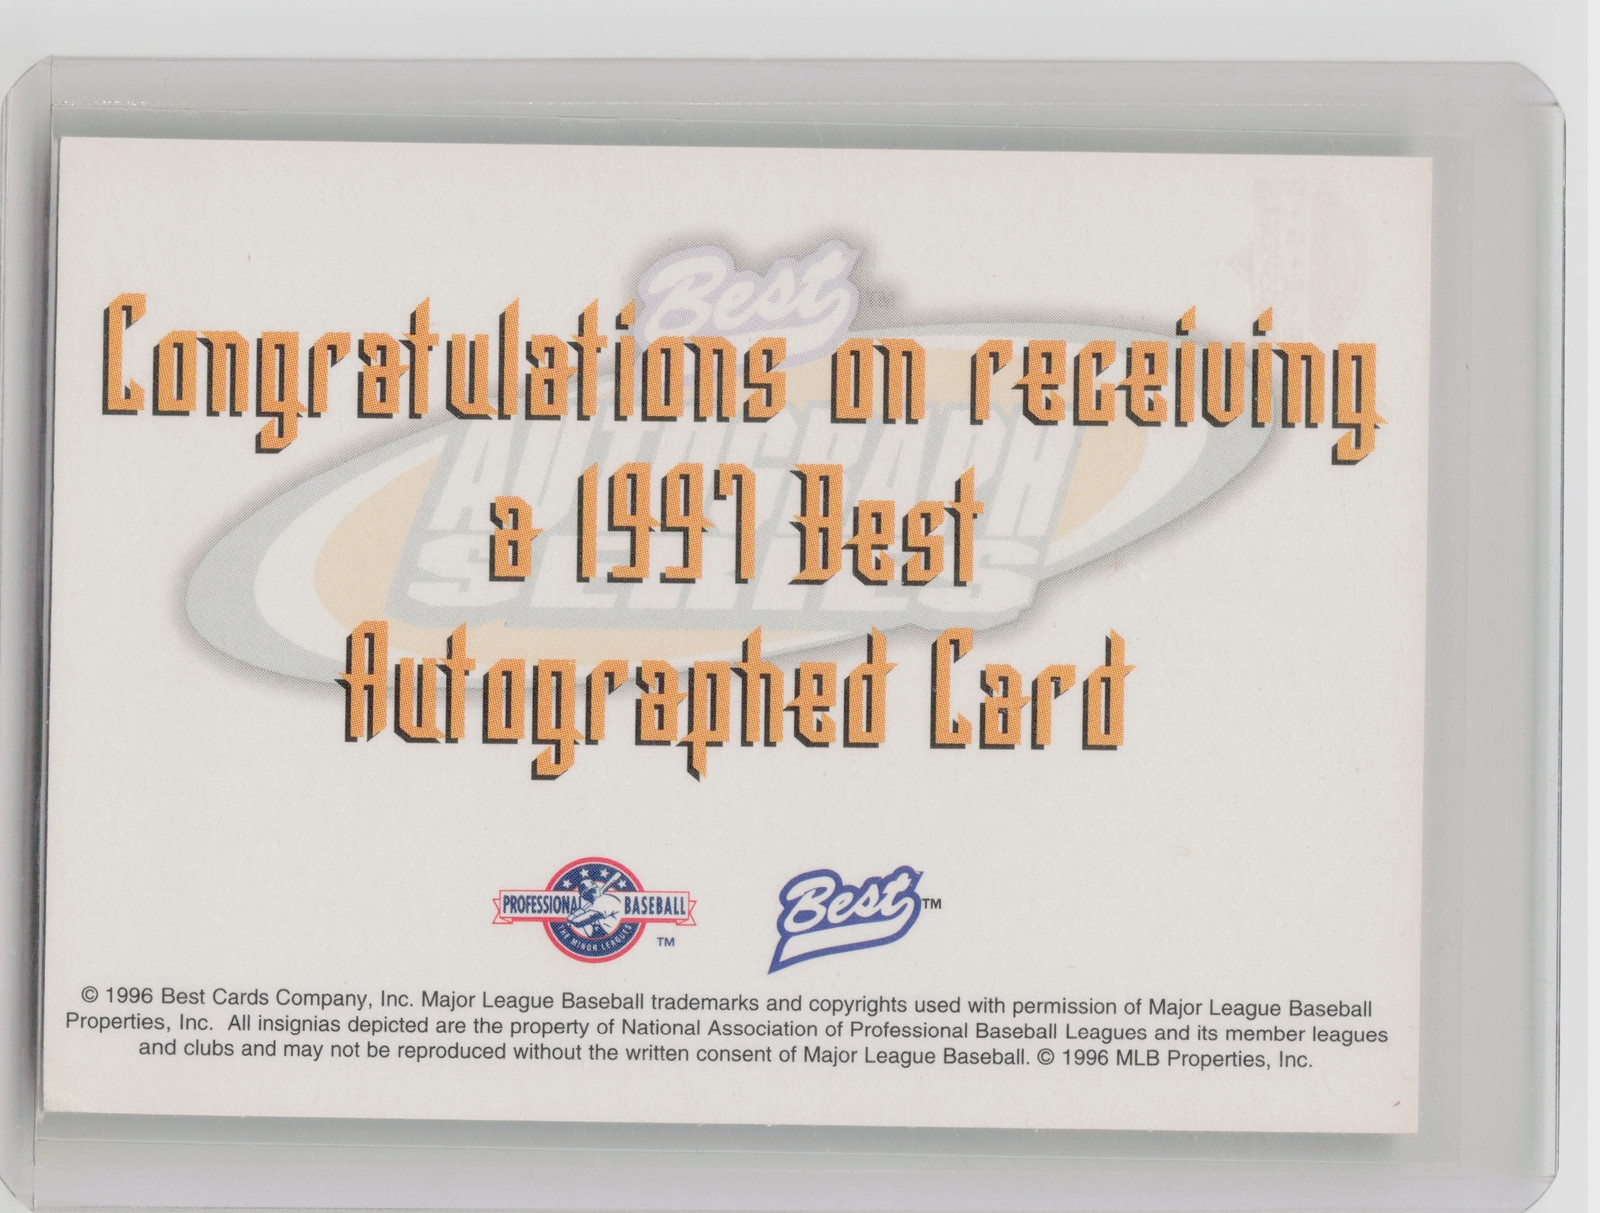 Best TM
Congratulations on receiving
AUTOGRAPH
a 1997 Best
SERIES
Autographed Card
PROFESSIONAL BASEBALL
THE MINOR LEAGUES
TM
Best TM
© 1996 Best Cards Company, Inc. Major League Baseball trademarks and copyrights used with permission of Major League Baseball
Properties, Inc. All insignias depicted are the property of National Association of Professional Baseball Leagues and its member leagues
and clubs and may not be reproduced without the written consent of Major League Baseball. © 1996 MLB Properties, Inc.